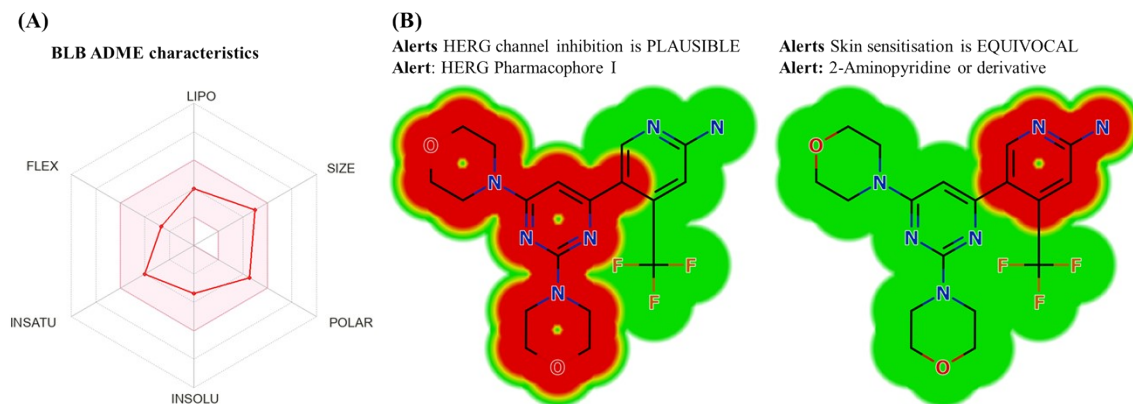 (A)
BLB ADME characteristics
LIPO
FLEX
SIZE
INSATU
POLAR
INSOLU
(B)
Alerts HERG channel inhibition is PLAUSIBLE
Alert: HERG Pharmacophore I
O
N
N
N
N
N
N
O
F
F
F
Alerts Skin sensitisation is EQUIVOCAL
Alert: 2-Aminopyridine or derivative
O
N
N
N
N
N
N
O
F
F
F